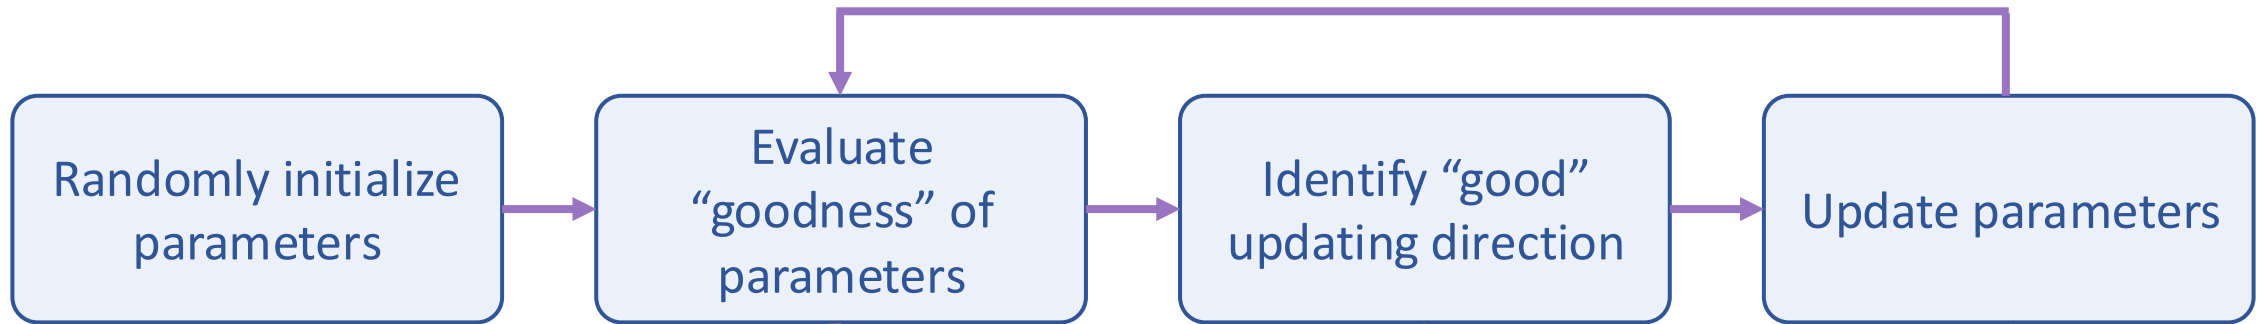 Randomly initialize
parameters
Evaluate
“goodness” of
parameters
Identify “good”
updating direction
Update parameters